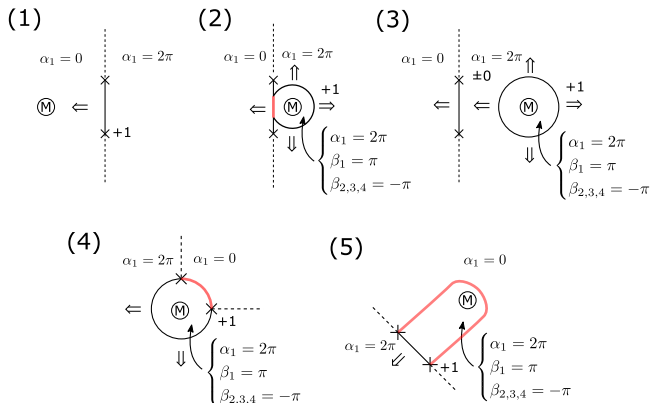 (1)
α₁ = 0
α₁ = 2π
M
⇐
+1
(2)
α₁ = 0
α₁ = 2π
⇑
+1
⇐
M
⇒
⇓
α₁ = 2π
β₁ = π
β₂,₃,₄ = −π
(3)
α₁ = 0
α₁ = 2π
±0
⇑
+1
⇐
⇐
M
⇒
⇓
α₁ = 2π
β₁ = π
β₂,₃,₄ = −π
(4)
α₁ = 2π
α₁ = 0
⇐
M
+1
⇓
α₁ = 2π
β₁ = π
β₂,₃,₄ = −π
(5)
α₁ = 0
M
α₁ = 2π
⇙
+1
α₁ = 2π
β₁ = π
β₂,₃,₄ = −π